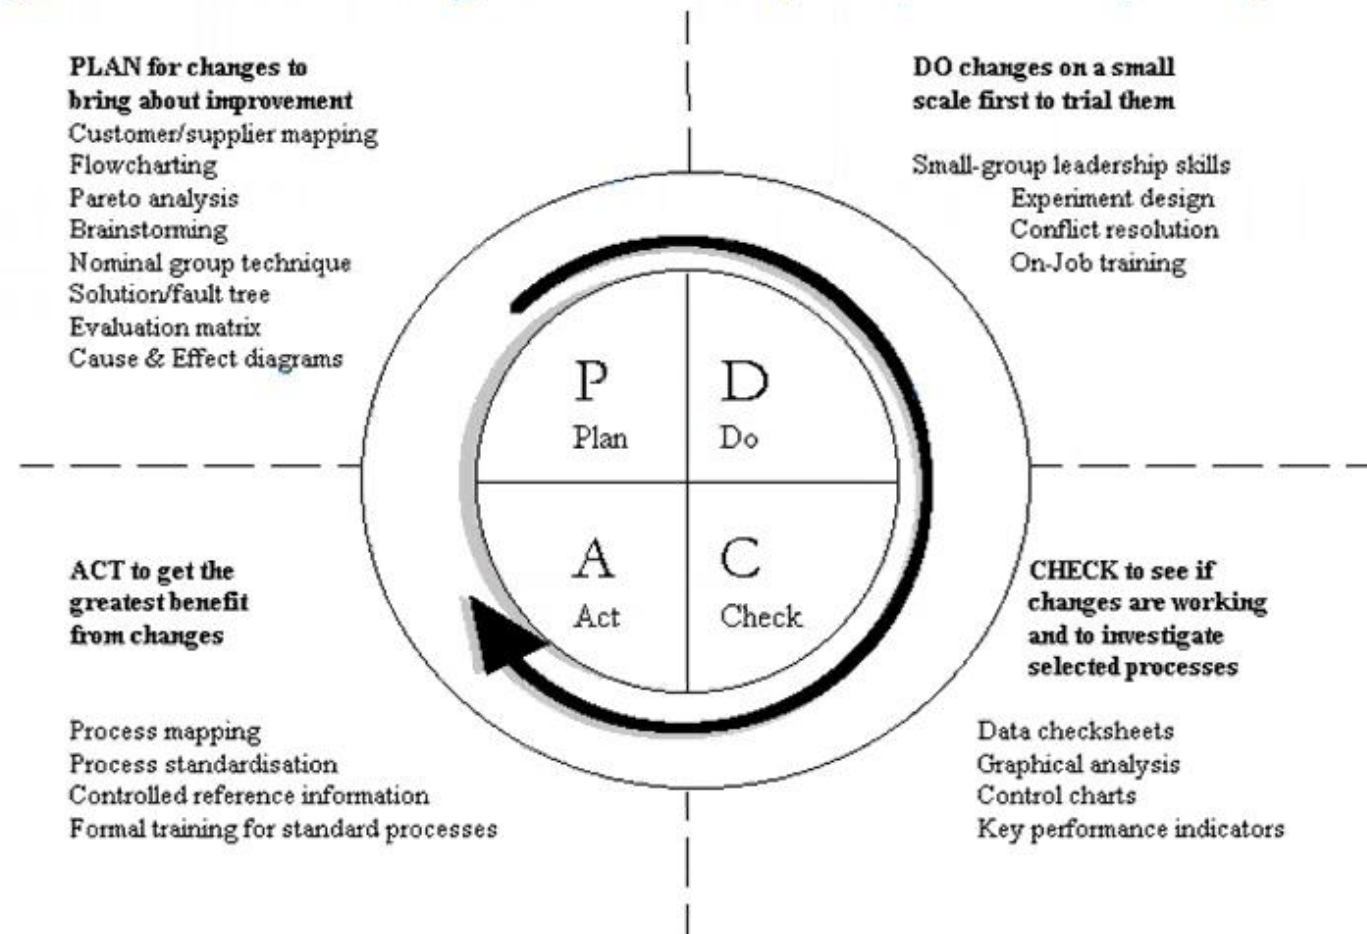 PLAN for changes to
bring about improvement
Customer/supplier mapping
Flowcharting
Pareto analysis
Brainstorming
Nominal group technique
Solution/fault tree
Evaluation matrix
Cause & Effect diagrams
DO changes on a small
scale first to trial them
Small-group leadership skills
Experiment design
Conflict resolution
On-Job training
P
Plan
D
Do
A
Act
C
Check
ACT to get the
greatest benefit
from changes
Process mapping
Process standardisation
Controlled reference information
Formal training for standard processes
CHECK to see if
changes are working
and to investigate
selected processes
Data checksheets
Graphical analysis
Control charts
Key performance indicators